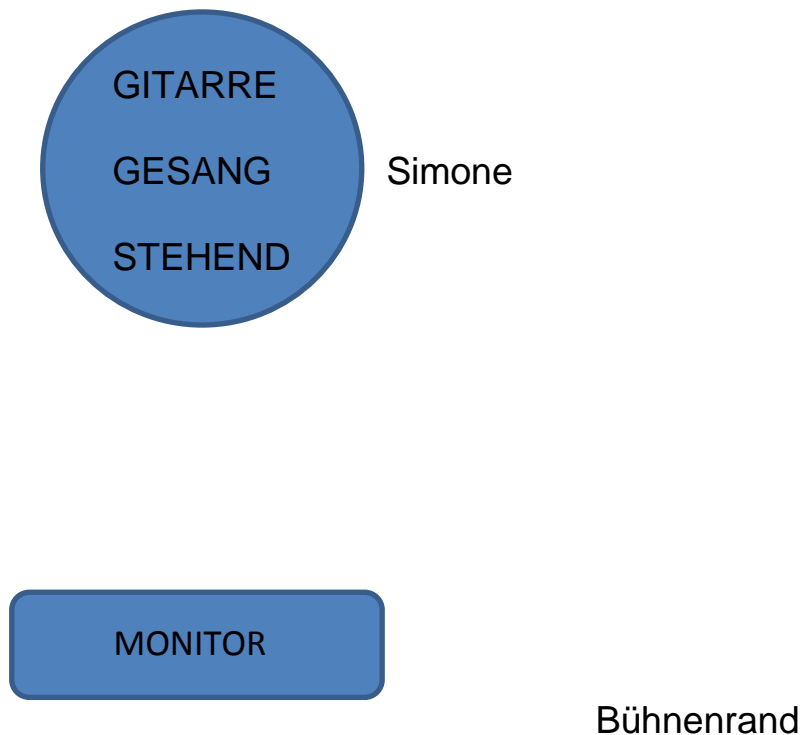 GITARRE
GESANG
STEHEND
Simone
MONITOR
Bühnenrand